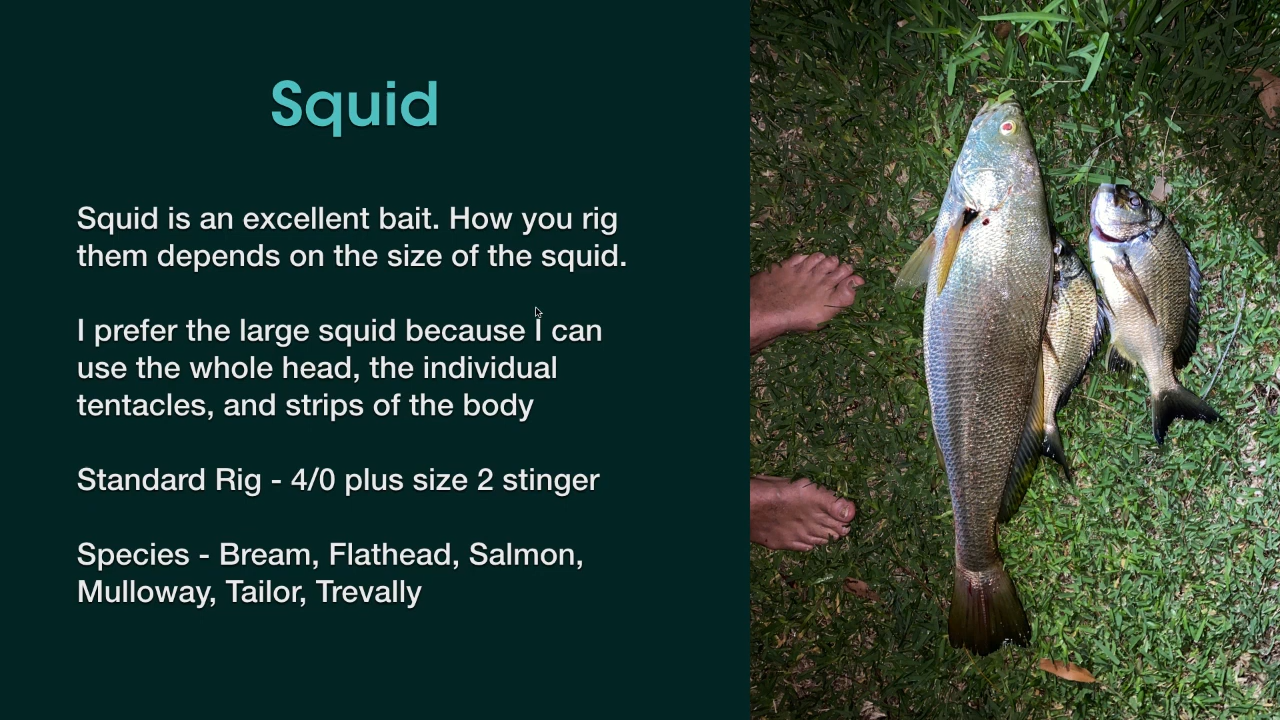 Squid
Squid is an excellent bait. How you rig
them depends on the size of the squid.
I prefer the large squid because I can
use the whole head, the individual
tentacles, and strips of the body
Standard Rig - 4/0 plus size 2 stinger
Species - Bream, Flathead, Salmon,
Mulloway, Tailor, Trevally